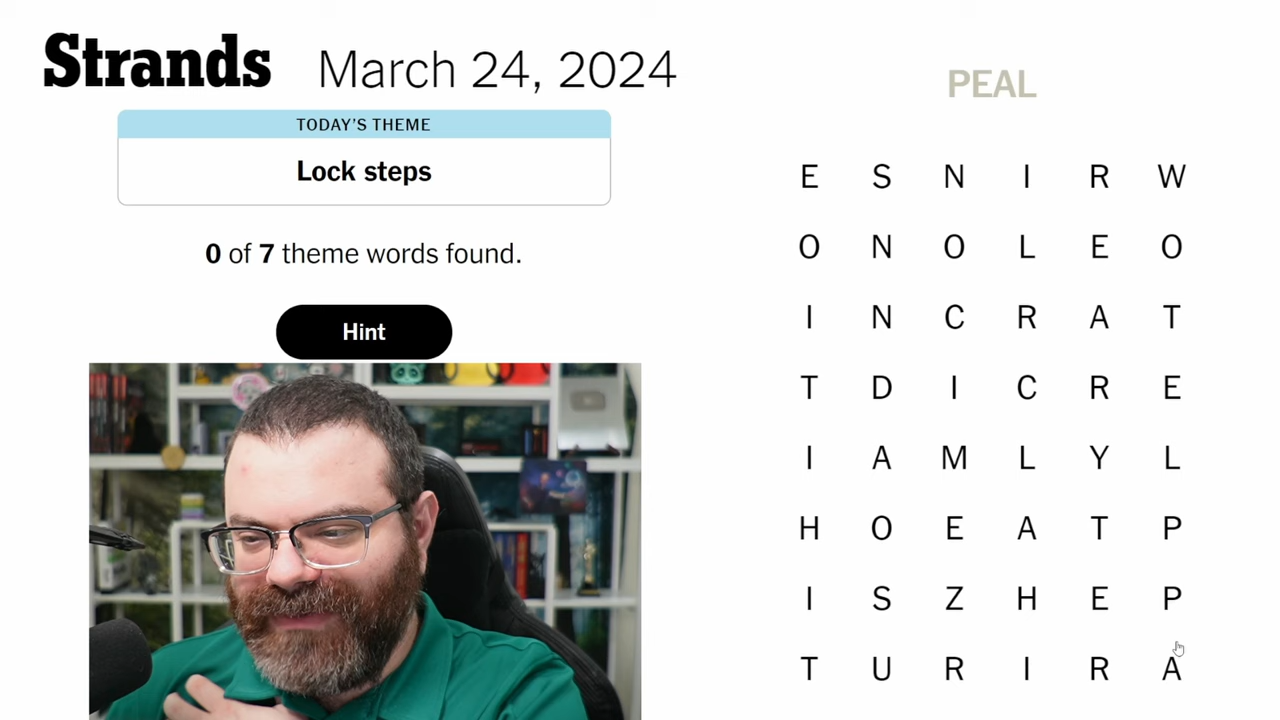 Strands March 24, 2024
TODAY'S THEME
Lock steps
0 of 7 theme words found.
Hint
PEAL
E S N I R W
O N O L E O
I N C R A T
T D I C R E
I A M L Y L
H O E A T P
I S Z H E P
T U R I R A